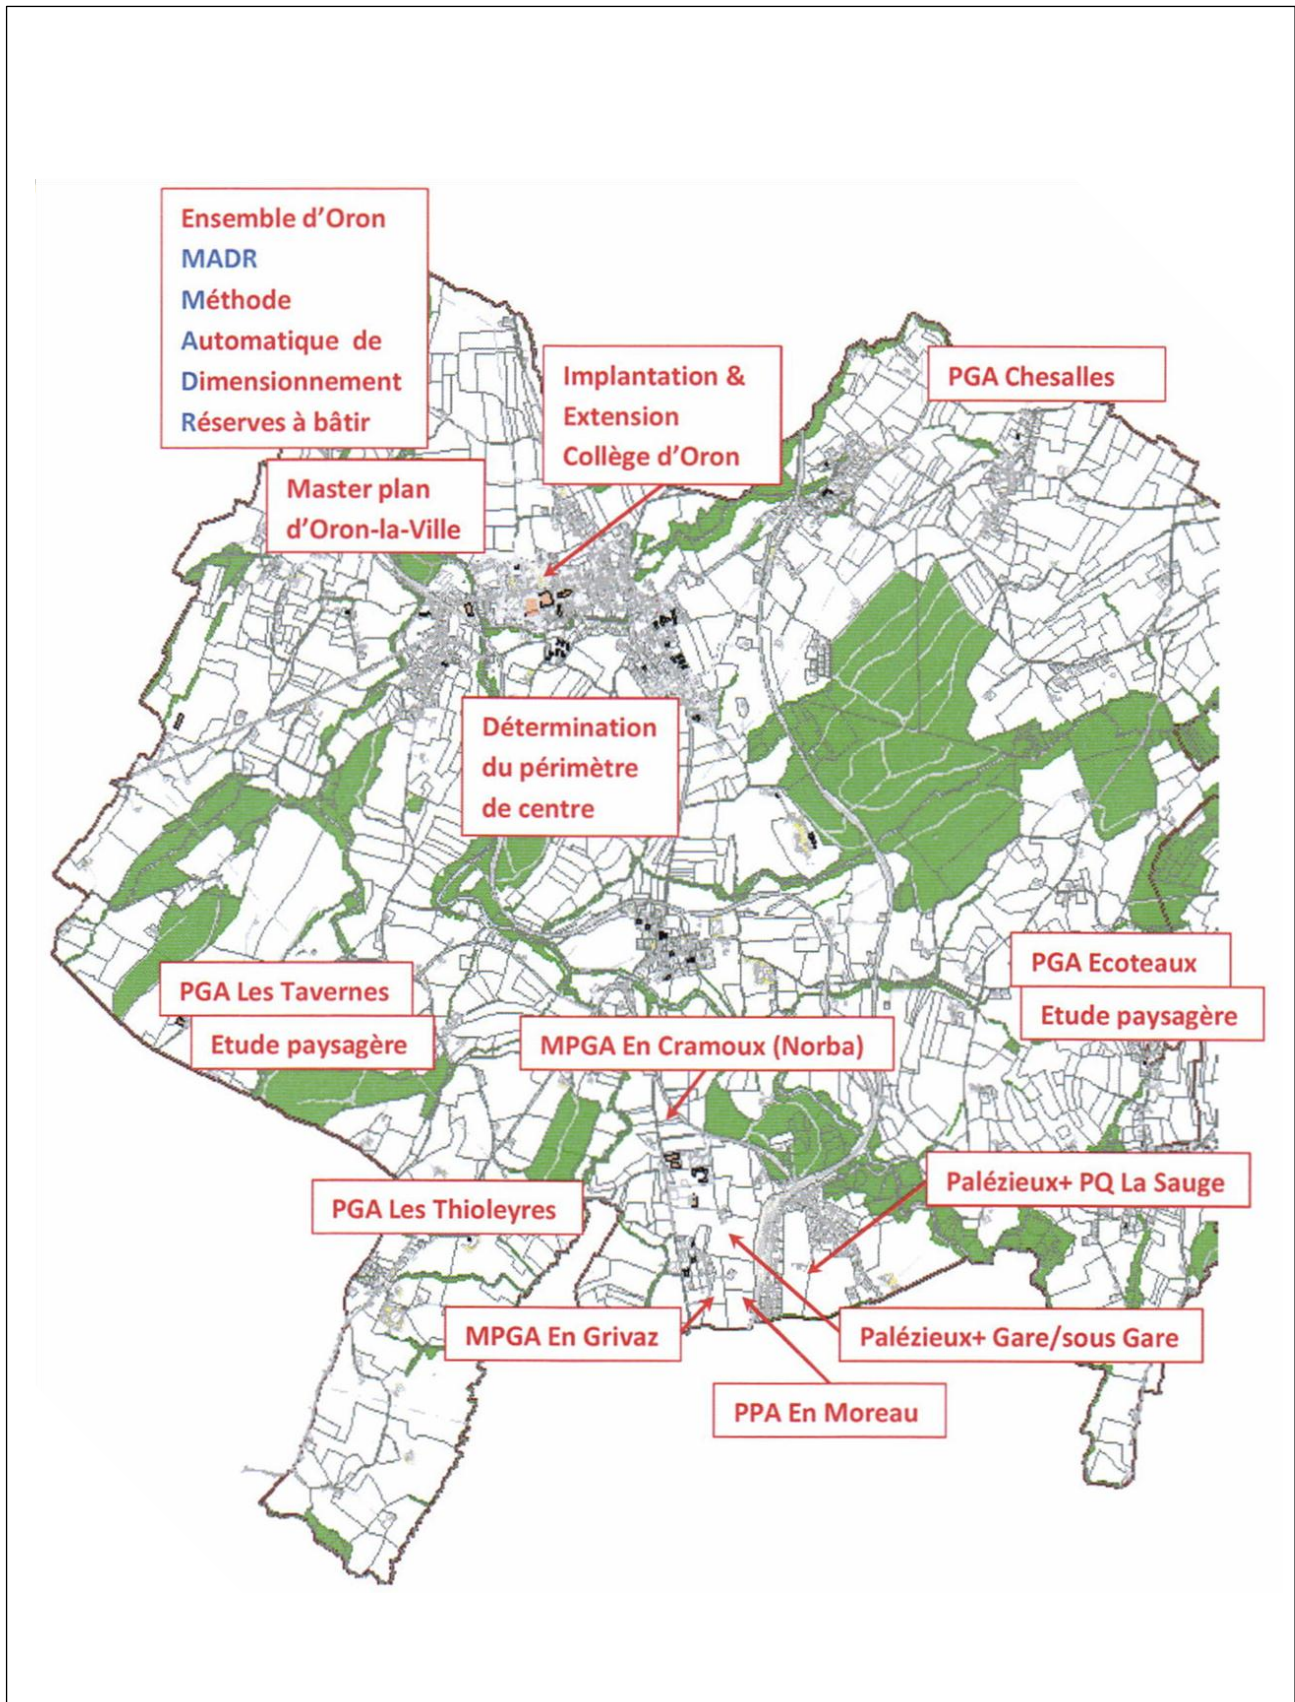 Ensemble d'Oron
MADR
Méthode
Automatique de
Dimensionnement
Réserves à bâtir
Implantation &
Extension
Collège d'Oron
PGA Chesalles
Master plan
d'Oron-la-Ville
Détermination
du périmètre
de centre
PGA Les Tavernes
Etude paysagère
PGA Ecoteaux
Etude paysagère
MPGA En Cramoux (Norba)
PGA Les Thioleyres
Palézieux+ PQ La Sauge
MPGA En Grivaz
Palézieux+ Gare/sous Gare
PPA En Moreau